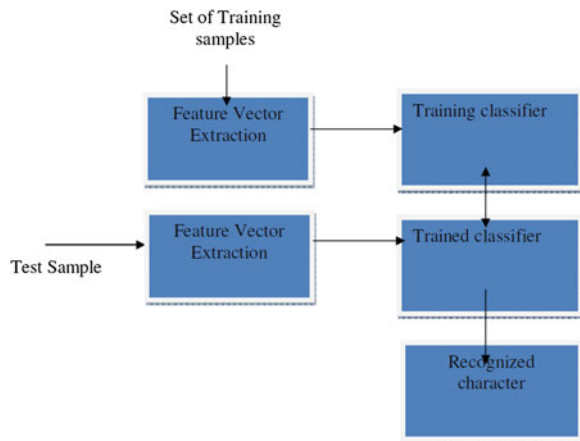 Set of Training
samples
Feature Vector
Extraction
Training classifier
Feature Vector
Extraction
Trained classifier
Test Sample
Recognized
character